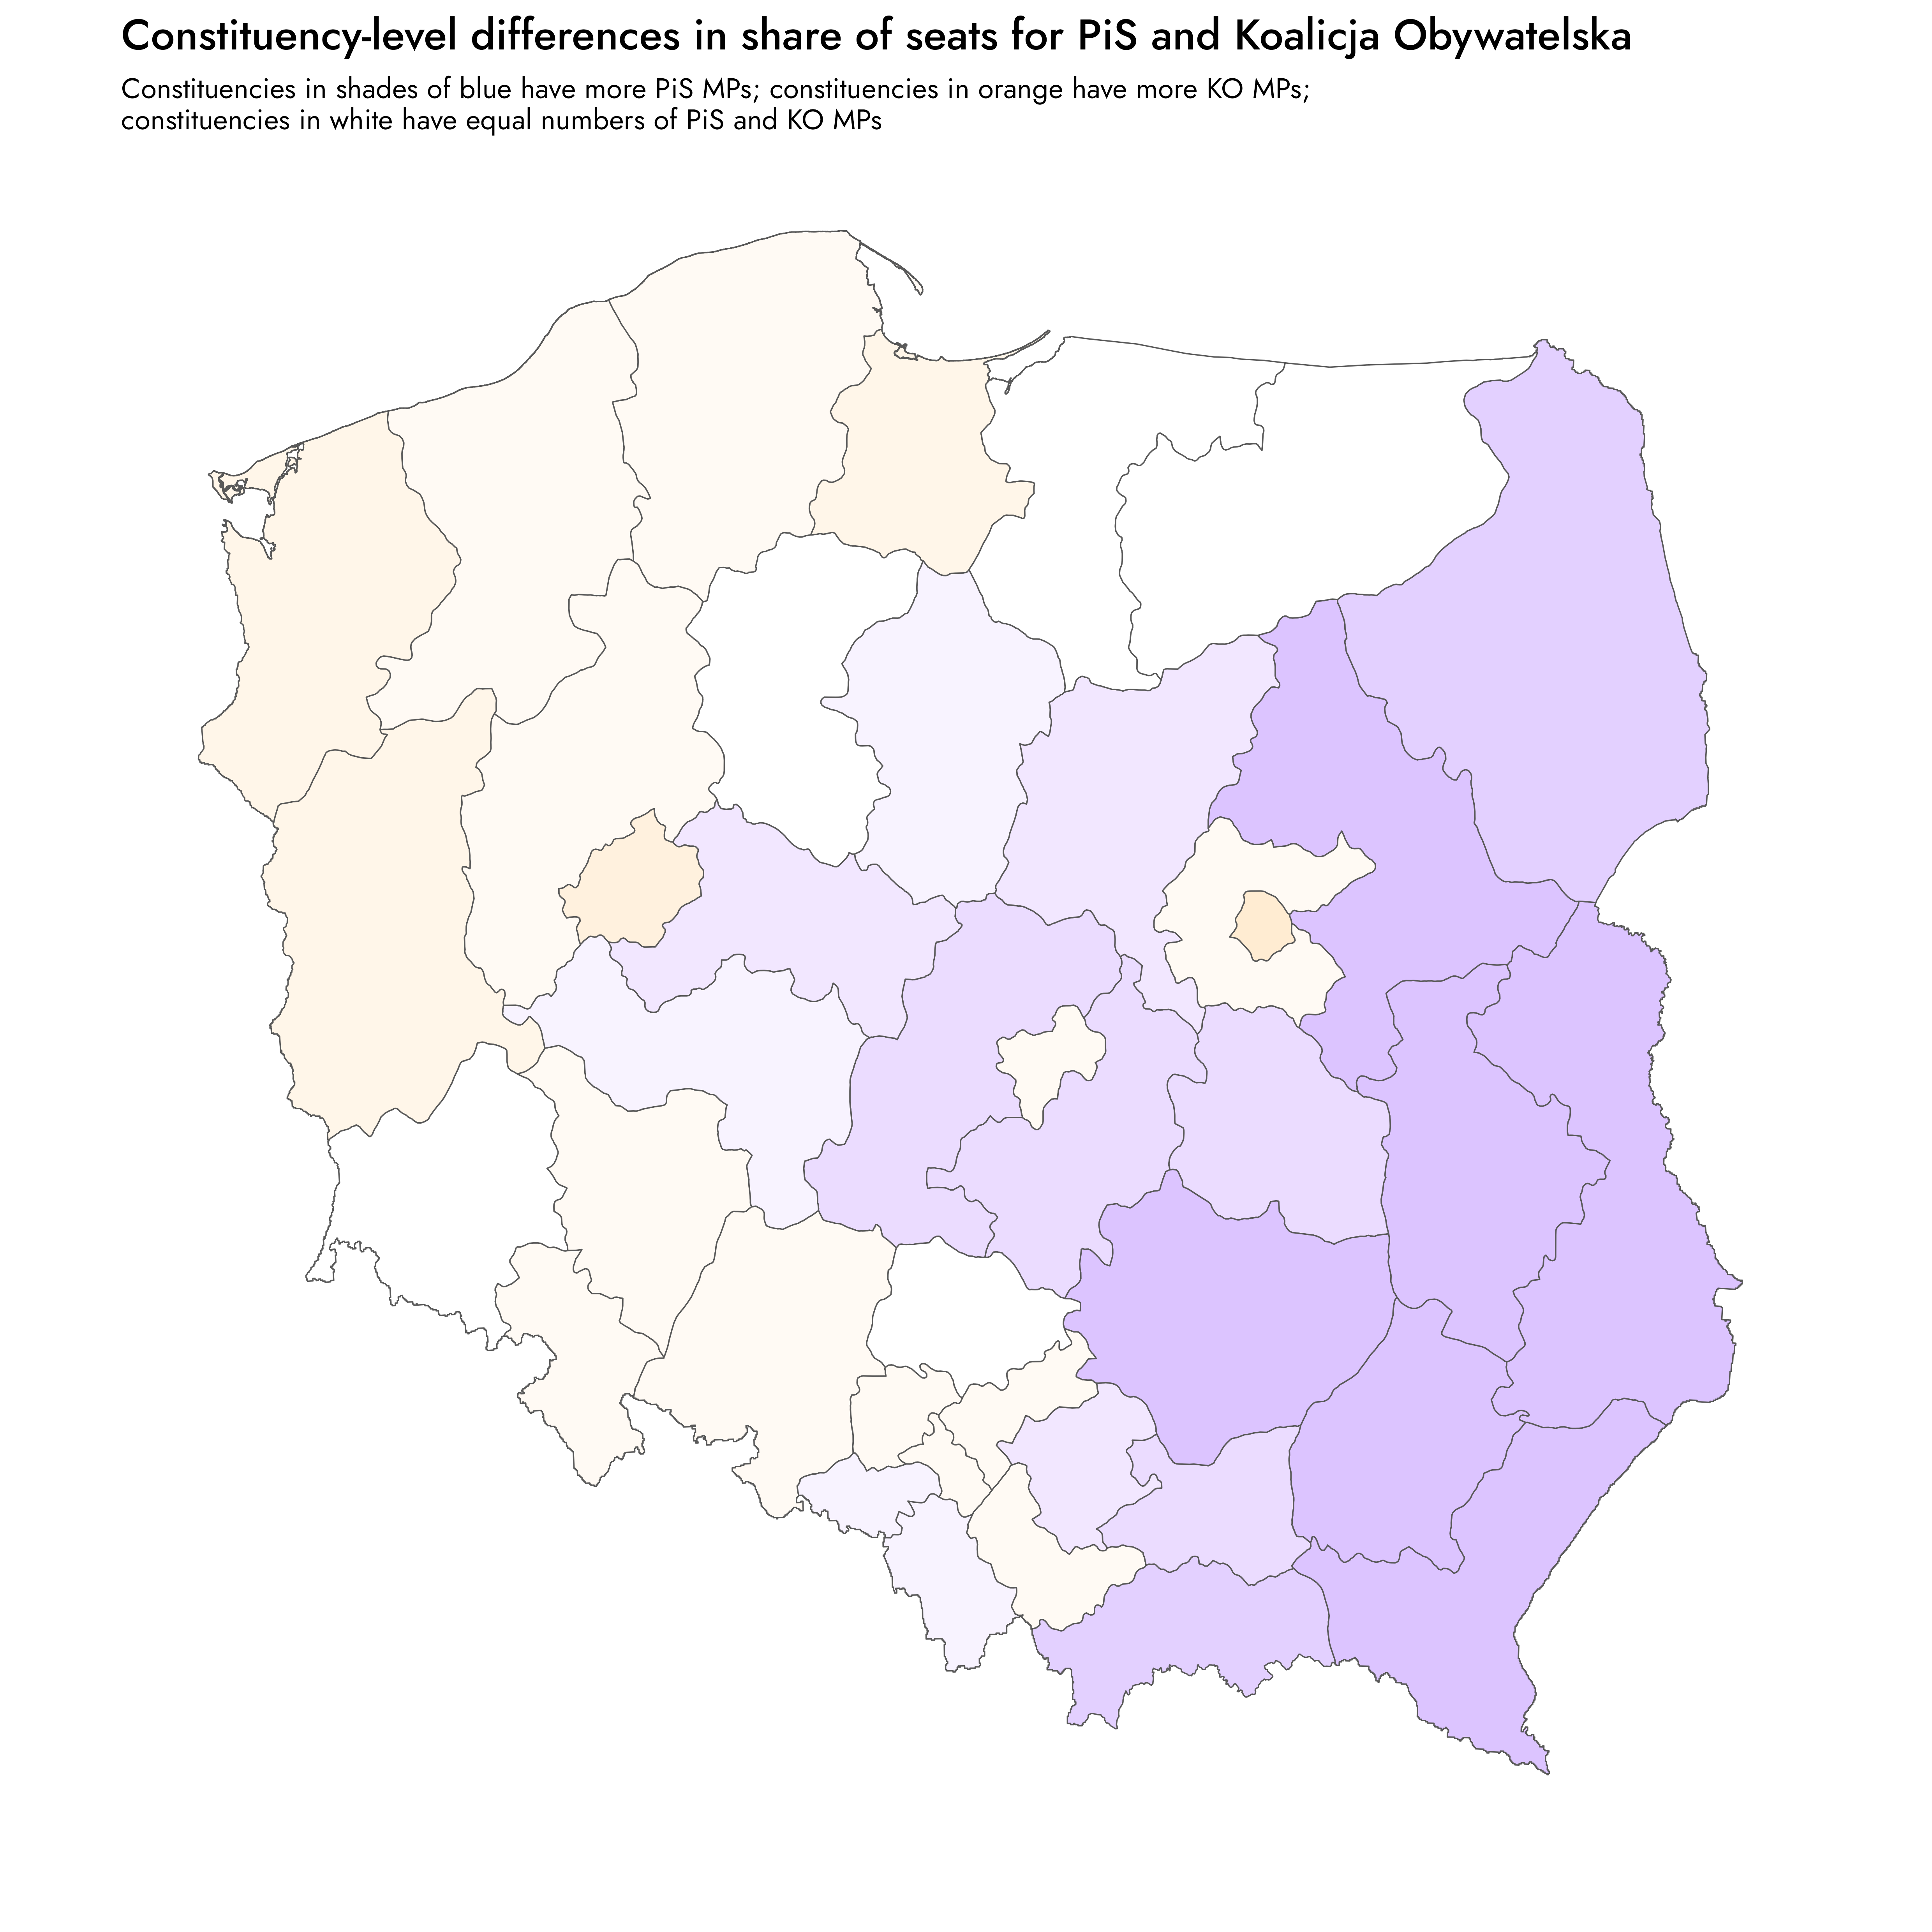 Constituency-level differences in share of seats for PiS and Koalicja Obywatelska
Constituencies in shades of blue have more PiS MPs; constituencies in orange have more KO MPs;
constituencies in white have equal numbers of PiS and KO MPs